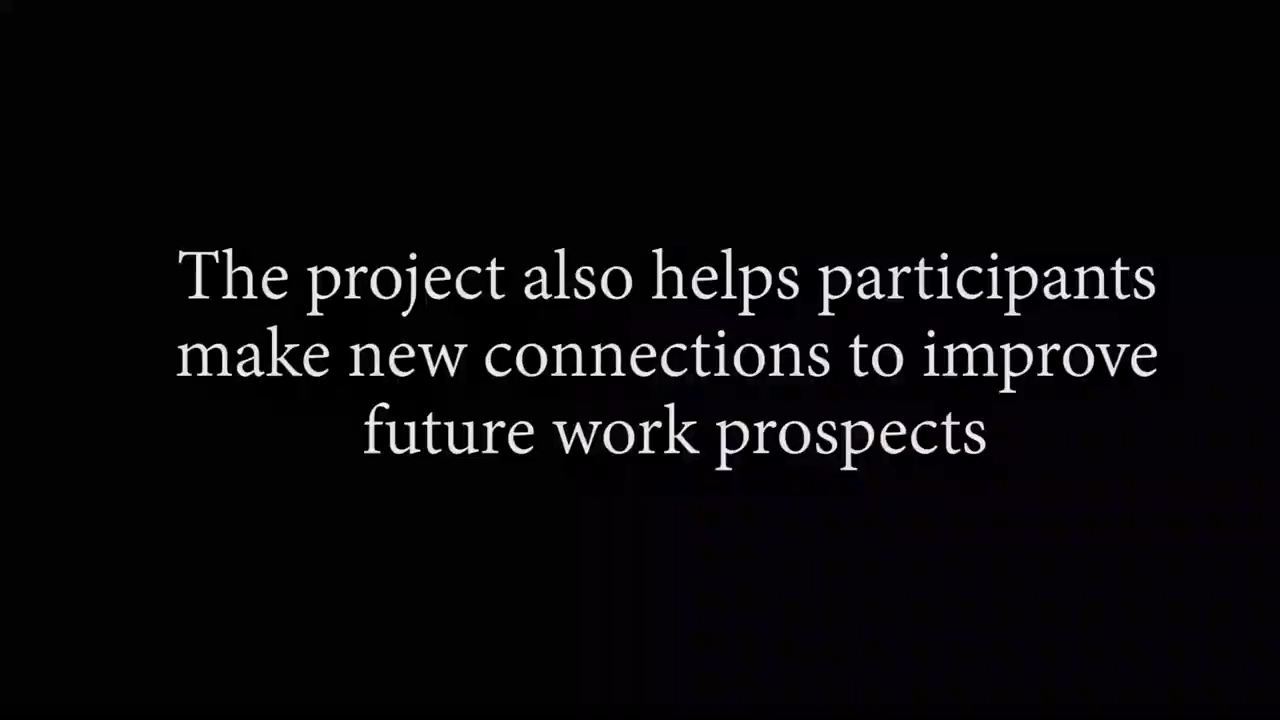 The project also helps participants
make new connections to improve
future work prospects